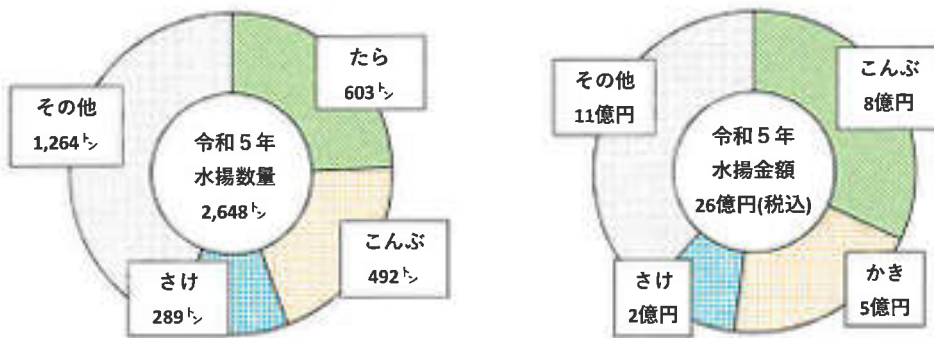 たら
603㌧
その他
1,264㌧
令和５年
水揚数量
2,648㌧
こんぶ
492㌧
さけ
289㌧
こんぶ
8億円
その他
11億円
令和５年
水揚金額
26億円(税込)
かき
5億円
さけ
2億円